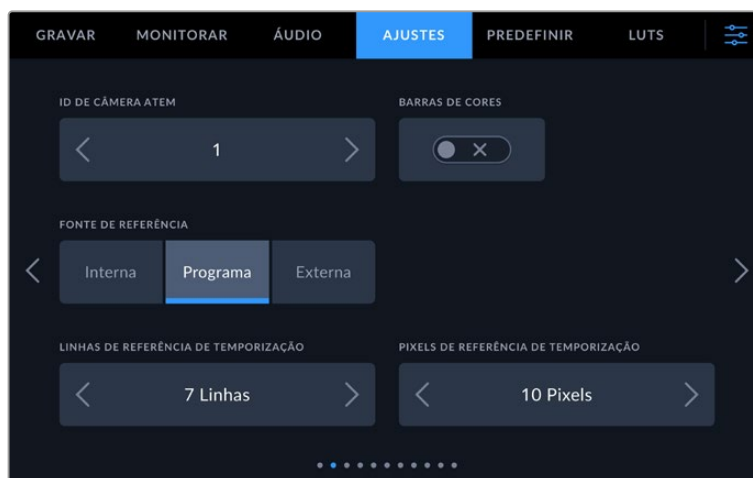 GRAVAR MONITORAR ÁUDIO AJUSTES PREDEFINIR LUTS
ID DE CÂMERA ATEM BARRAS DE CORES
1
FONTE DE REFERÊNCIA
Interna Programa Externa
LINHAS DE REFERÊNCIA DE TEMPORIZAÇÃO PIXELS DE REFERÊNCIA DE TEMPORIZAÇÃO
7 Linhas 10 Pixels